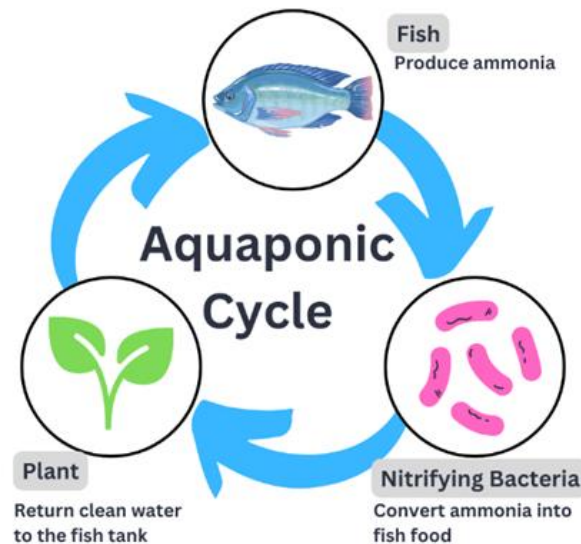 Fish
Produce ammonia
Aquaponic
Cycle
Plant
Return clean water
to the fish tank
Nitrifying Bacteria
Convert ammonia into
fish food